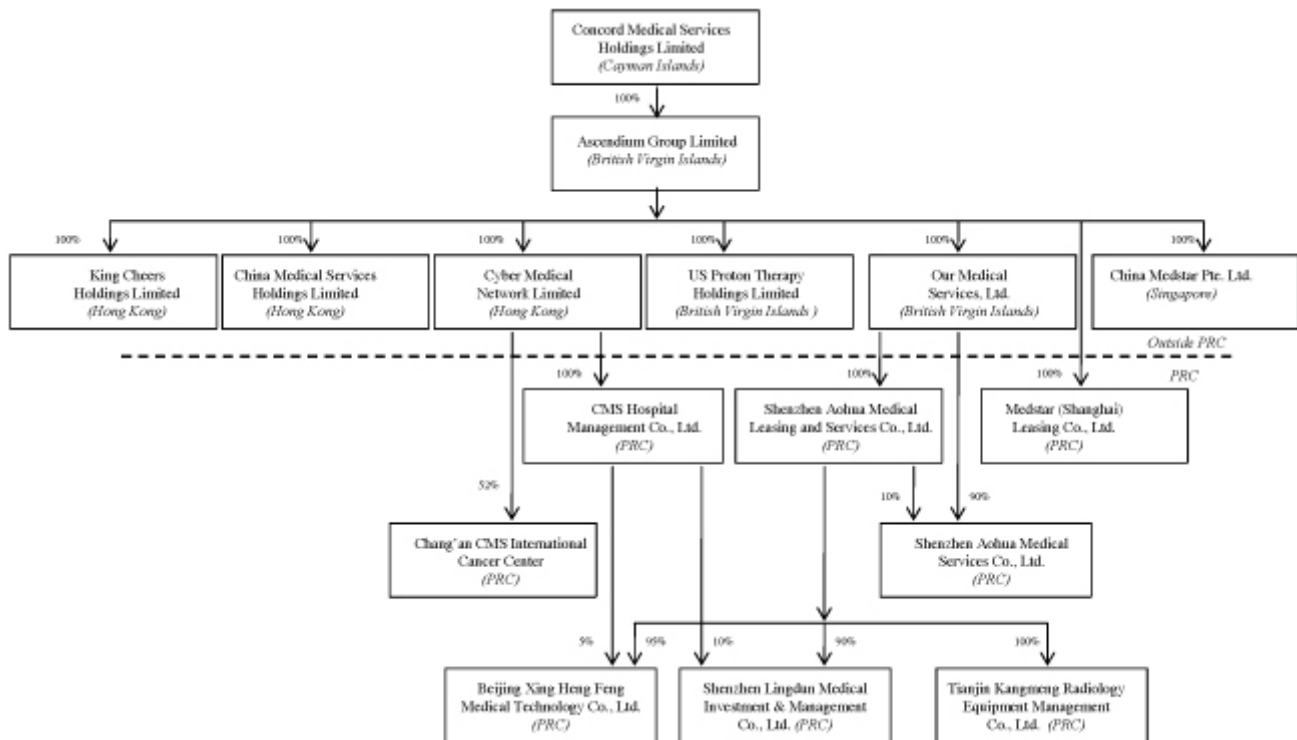 Concord Medical Services
Holdings Limited
(Cayman Islands)
100%
Ascendium Group Limited
(British Virgin Islands)
100%
100%
100%
100%
100%
100%
King Cheers
Holdings Limited
(Hong Kong)
China Medical Services
Holdings Limited
(Hong Kong)
Cyber Medical
Network Limited
(Hong Kong)
US Proton Therapy
Holdings Limited
(British Virgin Islands )
Our Medical
Services, Ltd.
(British Virgin Islands)
China Medstar Pte. Ltd.
(Singapore)
Outside PRC
PRC
100%
100%
100%
CMS Hospital
Management Co., Ltd.
(PRC)
Shenzhen Aohua Medical
Leasing and Services Co., Ltd.
(PRC)
Medstar (Shanghai)
Leasing Co., Ltd.
(PRC)
52%
10%
90%
Chang'an CMS International
Cancer Center
(PRC)
Shenzhen Aohua Medical
Services Co., Ltd.
(PRC)
5%
95%
10%
90%
100%
Beijing Xing Heng Feng
Medical Technology Co., Ltd.
(PRC)
Shenzhen Lingdun Medical
Investment & Management
Co., Ltd. (PRC)
Tianjin Kangmeng Radiology
Equipment Management
Co., Ltd. (PRC)